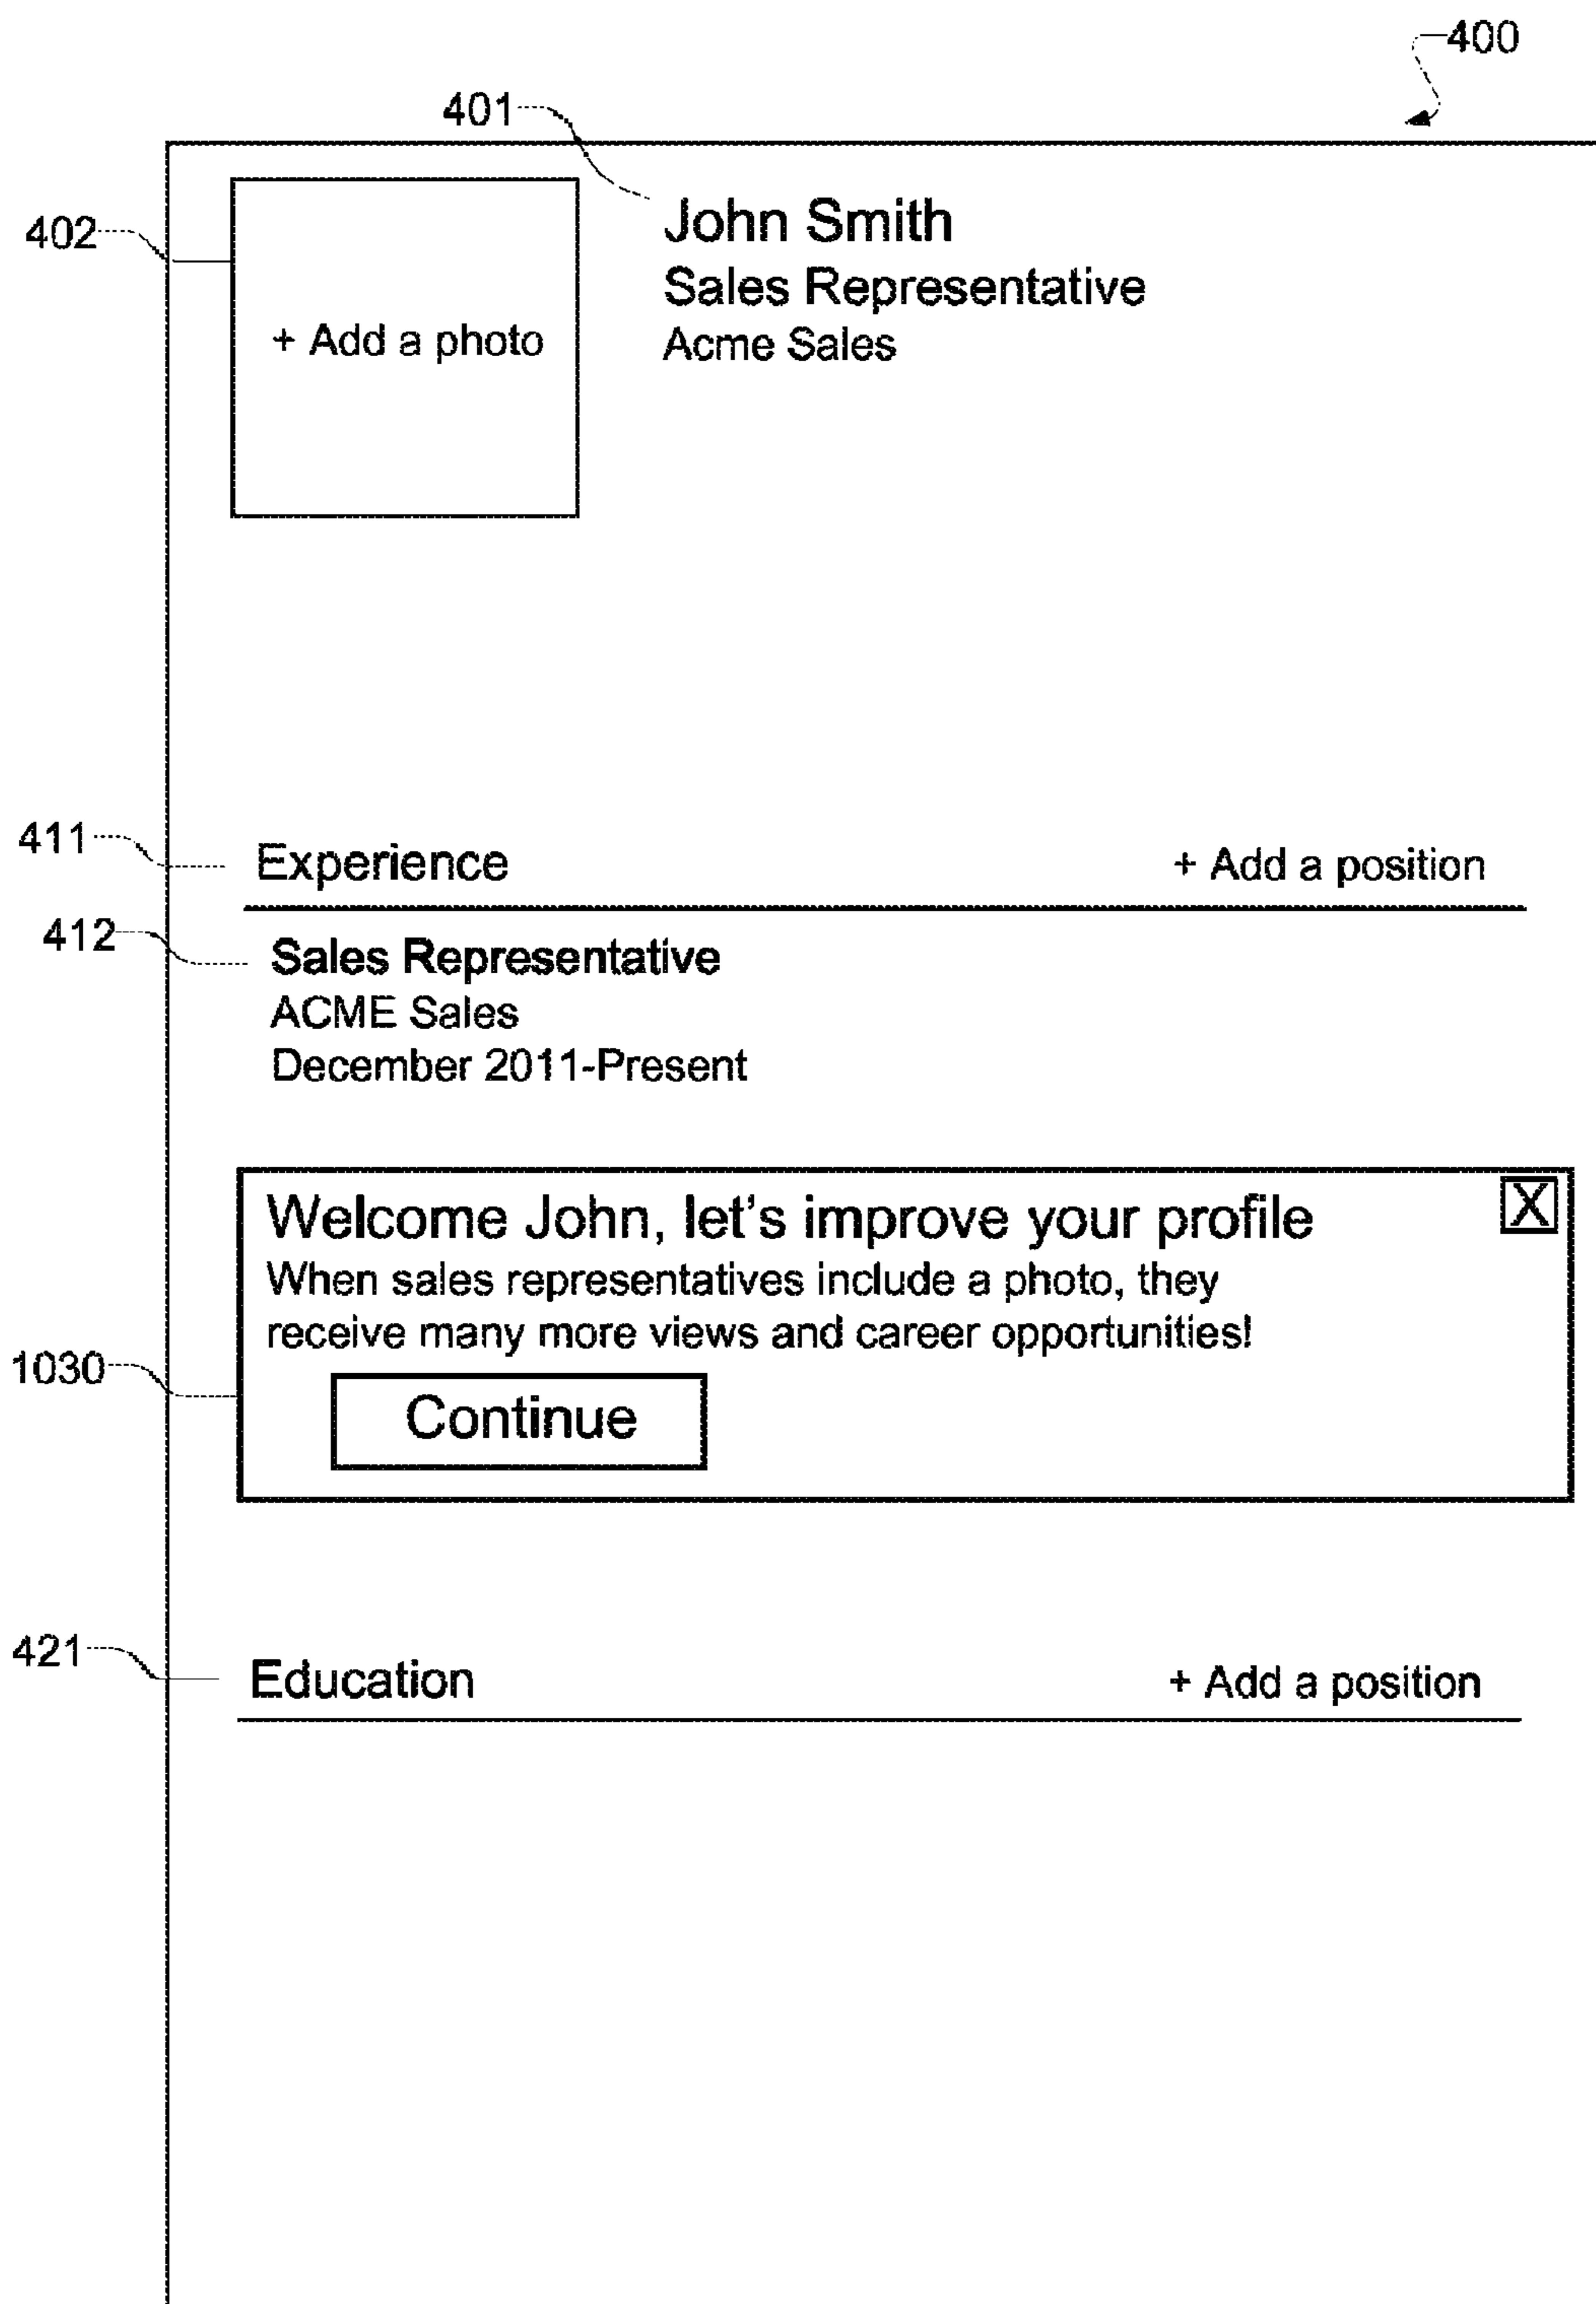 400
401
402
John Smith
Sales Representative
Acme Sales
+ Add a photo
411
Experience + Add a position
412
Sales Representative
ACME Sales
December 2011-Present
Welcome John, let's improve your profile X
When sales representatives include a photo, they
receive many more views and career opportunities!
1030
Continue
421
Education + Add a position